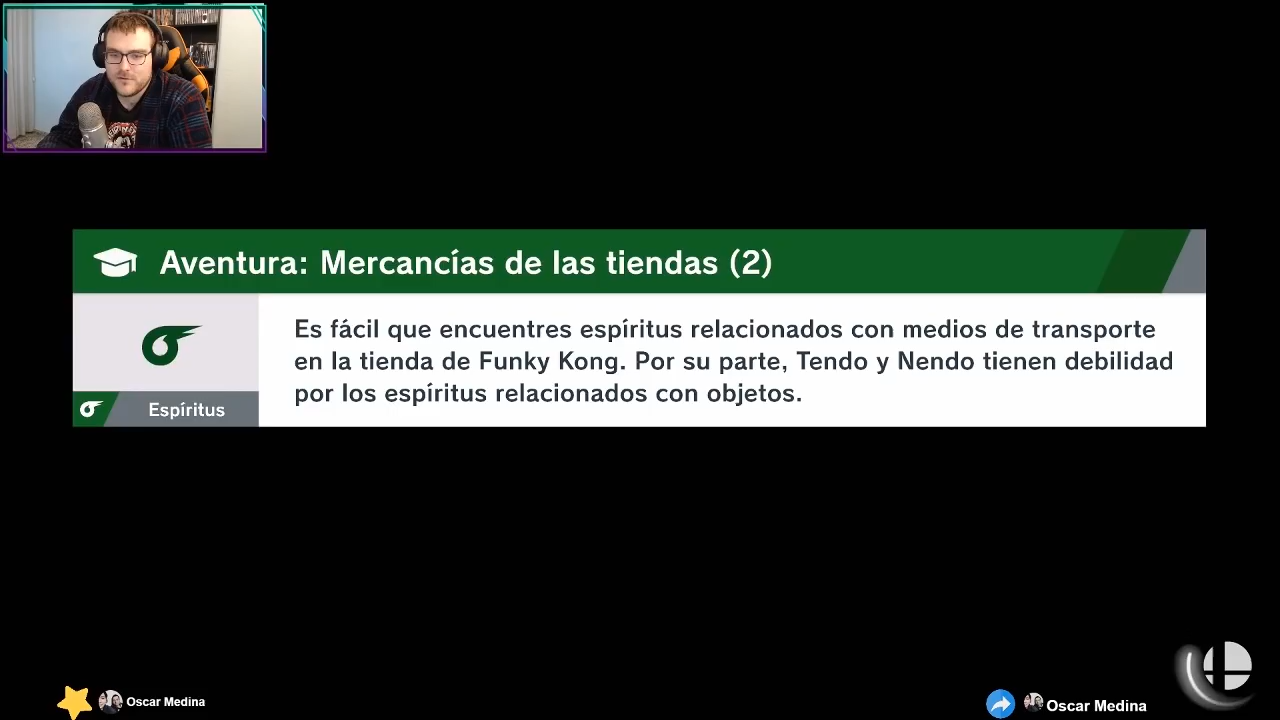 Aventura: Mercancías de las tiendas (2)
Es fácil que encuentres espíritus relacionados con medios de transporte
en la tienda de Funky Kong. Por su parte, Tendo y Nendo tienen debilidad
por los espíritus relacionados con objetos.
Espíritus
Oscar Medina
Oscar Medina